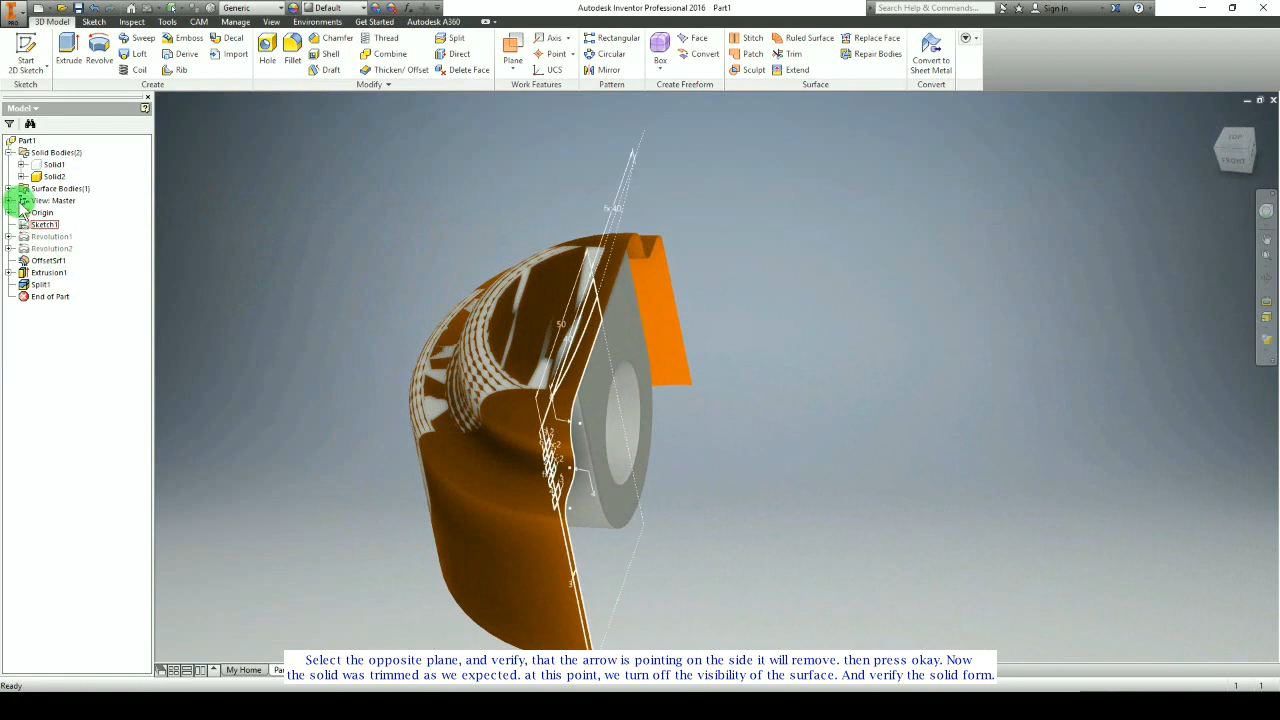 Generic
Default
Autodesk Inventor Professional 2016 Part1
Search Help & Commands...
Sign In
PRO
3D Model
Sketch
Inspect
Tools
CAM
Manage
View
Environments
Get Started
Autodesk A360
Start
2D Sketch
Extrude
Revolve
Sweep
Loft
Coil
Emboss
Derive
Rib
Decal
Import
Hole
Fillet
Chamfer
Shell
Draft
Thread
Combine
Thicken/ Offset
Split
Direct
Delete Face
Plane
Axis
Point
UCS
Rectangular
Circular
Mirror
Box
Face
Convert
Stitch
Patch
Sculpt
Ruled Surface
Trim
Extend
Replace Face
Repair Bodies
Convert to
Sheet Metal
Sketch
Create
Modify
Work Features
Pattern
Create Freeform
Surface
Convert
Model
Part1
Solid Bodies(2)
Solid1
Solid2
Surface Bodies(1)
View: Master
Origin
Sketch1
Revolution1
Revolution2
OffsetSrf1
Extrusion1
Split1
End of Part
TOP
FRONT
50
3
My Home
Select the opposite plane, and verify, that the arrow is pointing on the side it will remove. then press okay. Now
the solid was trimmed as we expected. at this point, we turn off the visibility of the surface. And verify the solid form.
Ready
1
1